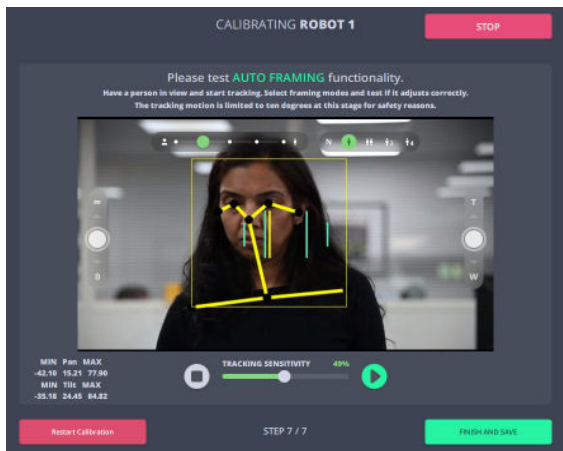 CALIBRATING ROBOT 1
STOP
Please test AUTO FRAMING functionality.
Have a person in view and start tracking. Select framing modes and test if it adjusts correctly.
The tracking motion is limited to ten degrees at this stage for safety reasons.
N
T
D
W
MIN Pan MAX
-42.10 15.21 77.90
MIN Tilt MAX
-35.18 24.45 84.82
TRACKING SENSITIVITY 49%
Restart Calibration
STEP 7 / 7
FINISH AND SAVE